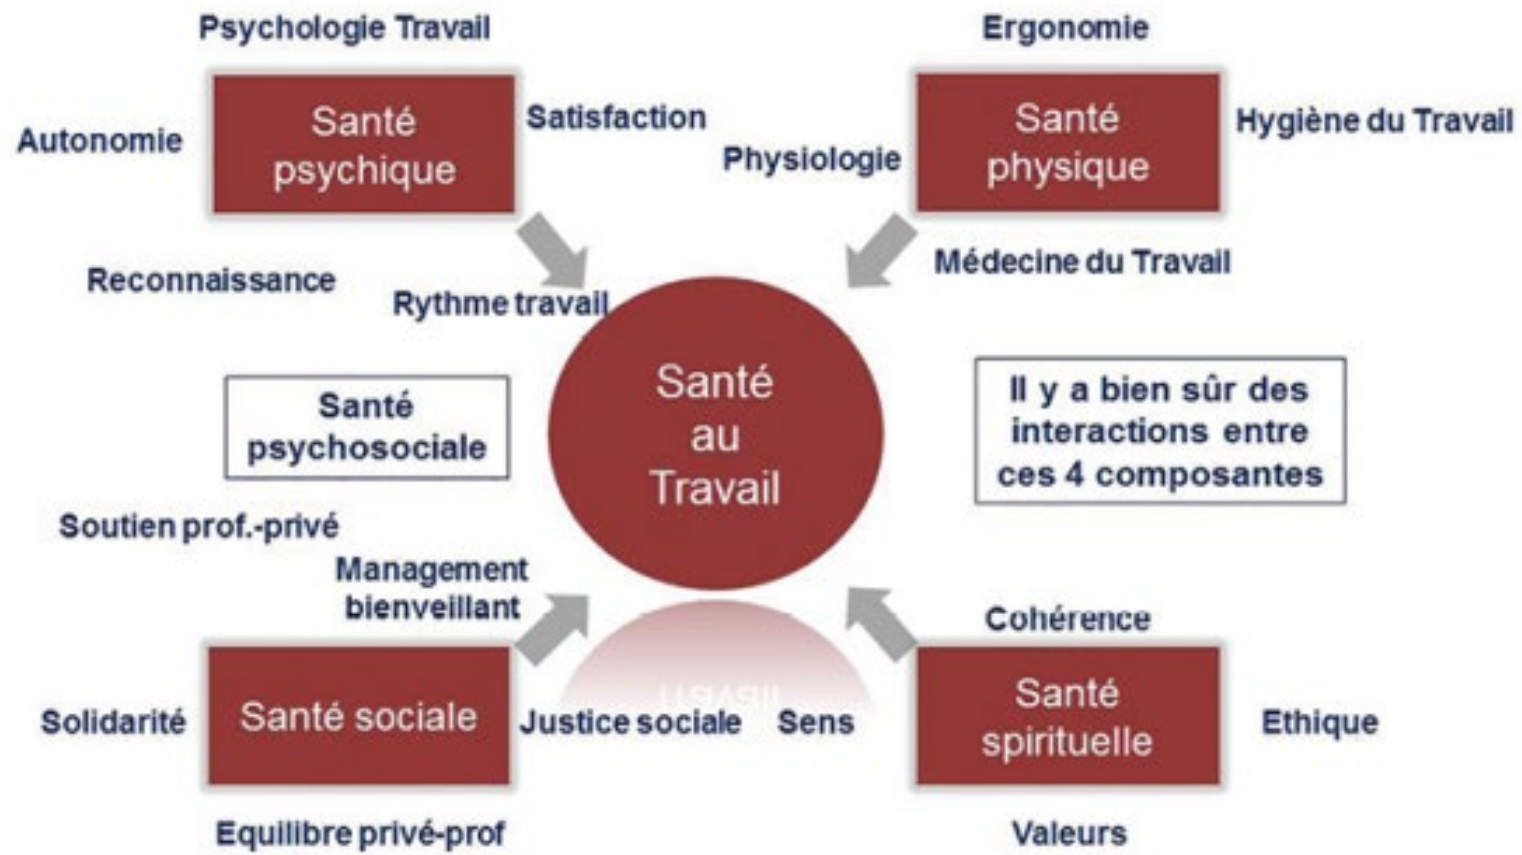 Psychologie Travail
Ergonomie
Autonomie
Santé
psychique
Satisfaction
Physiologie
Santé
physique
Hygiène du Travail
Reconnaissance
Rythme travail
Médecine du Travail
Santé
psychosociale
Santé
au
Travail
Il y a bien sûr des
interactions entre
ces 4 composantes
Soutien prof.-privé
Management
bienveillant
Cohérence
Solidarité
Santé sociale
Justice sociale
Sens
Santé
spirituelle
Ethique
Equilibre privé-prof
Valeurs